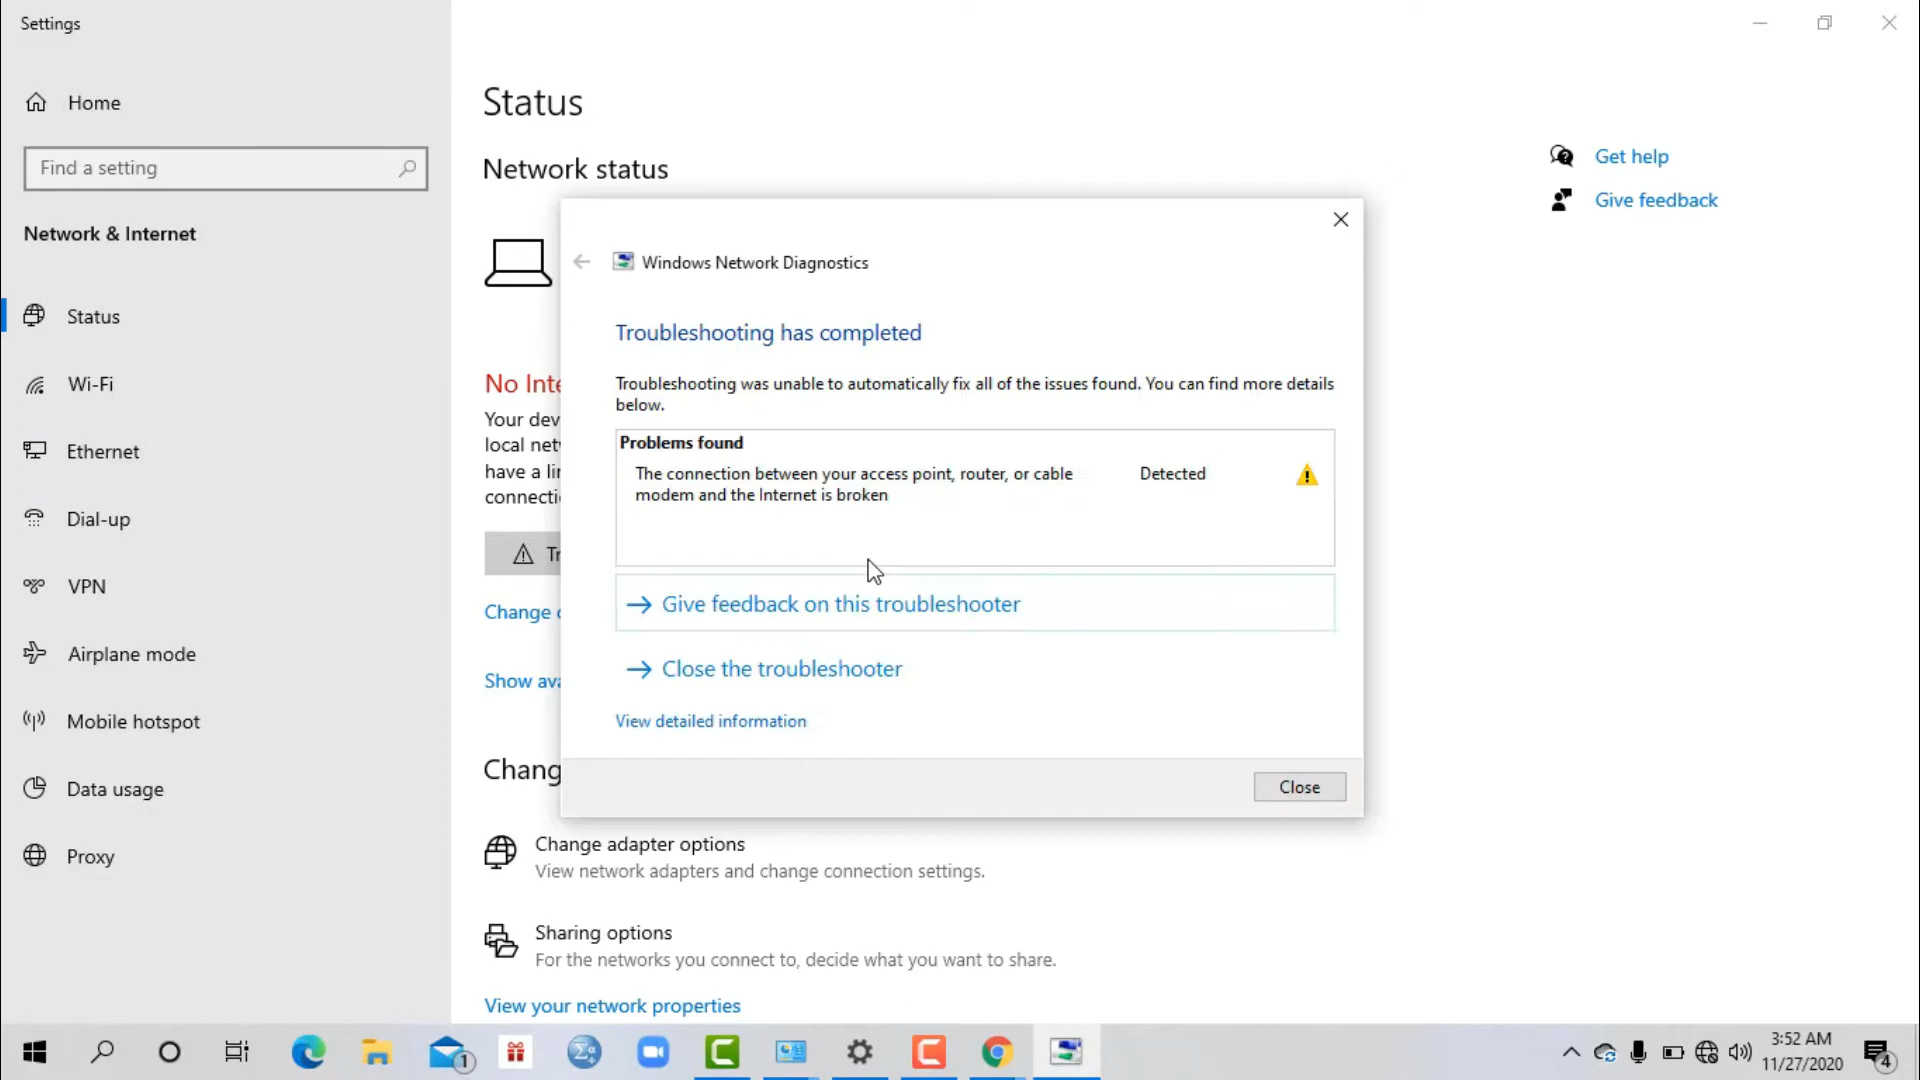 Settings
Home
Find a setting
Network & Internet
Status
Wi-Fi
Ethernet
Dial-up
VPN
Airplane mode
Mobile hotspot
Data usage
Proxy
Status
Network status
Get help
Give feedback
No Inte
Your dev
local net
have a li
connecti
Tr
Change
Show ava
Chang
Windows Network Diagnostics
Troubleshooting has completed
Troubleshooting was unable to automatically fix all of the issues found. You can find more details
below.
Problems found
The connection between your access point, router, or cable Detected
modem and the Internet is broken
Give feedback on this troubleshooter
Close the troubleshooter
View detailed information
Close
Change adapter options
View network adapters and change connection settings.
Sharing options
For the networks you connect to, decide what you want to share.
View your network properties
1
3:52 AM
11/27/2020
4